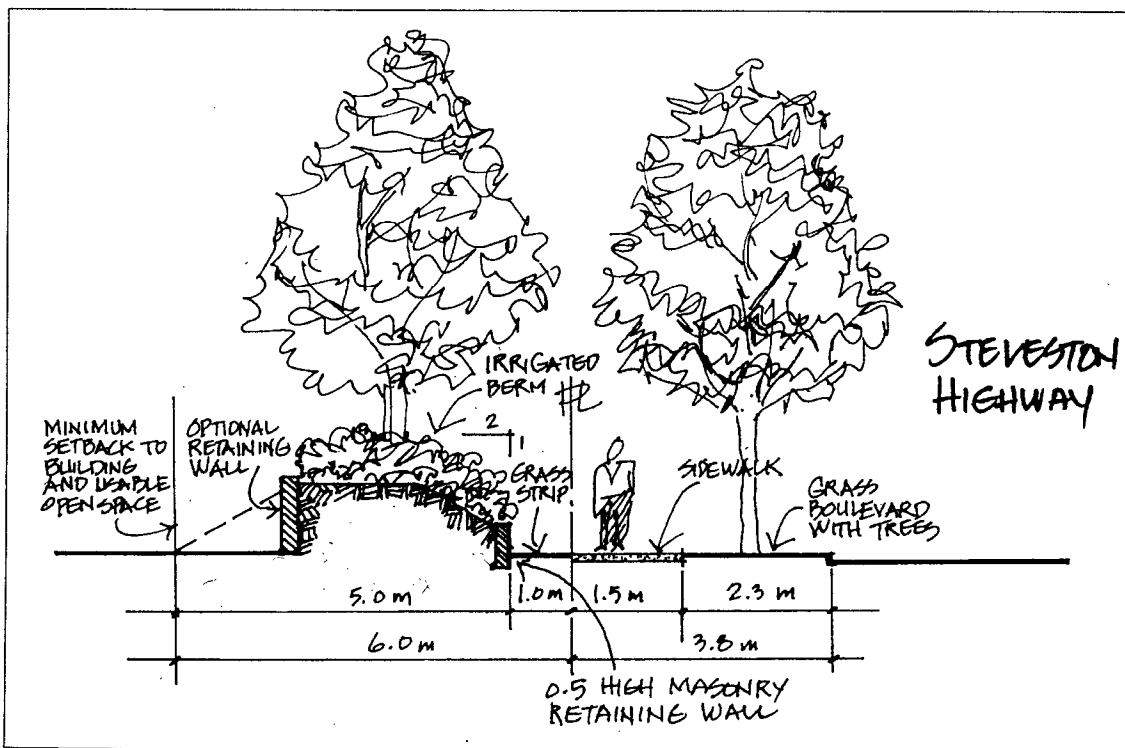 STEVESTON
HIGHWAY
IRRIGATED
BERM
PL
2
1
MINIMUM
SETBACK TO
BUILDING
AND USABLE
OPEN SPACE
OPTIONAL
RETAINING
WALL
GRASS
STRIP
SIDEWALK
GRASS
BOULEVARD
WITH TREES
5.0 m
1.0 m
1.5 m
2.3 m
6.0 m
3.8 m
0.5 HIGH MASONRY
RETAINING WALL